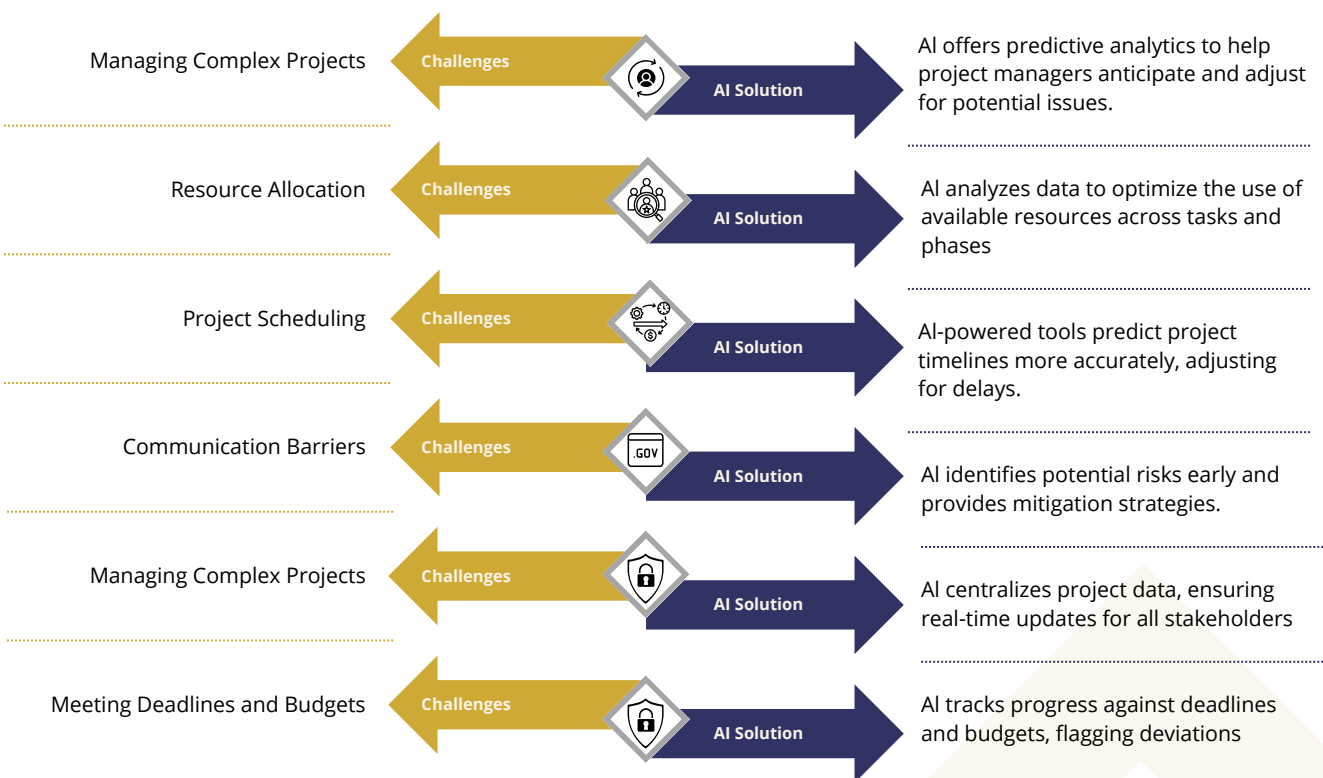 Managing Complex Projects
Challenges
AI Solution
AI offers predictive analytics to help
project managers anticipate and adjust
for potential issues.
Resource Allocation
Challenges
AI Solution
AI analyzes data to optimize the use of
available resources across tasks and
phases
Project Scheduling
Challenges
AI Solution
AI-powered tools predict project
timelines more accurately, adjusting
for delays.
Communication Barriers
Challenges
.GOV
AI Solution
AI identifies potential risks early and
provides mitigation strategies.
Managing Complex Projects
Challenges
AI Solution
AI centralizes project data, ensuring
real-time updates for all stakeholders
Meeting Deadlines and Budgets
Challenges
AI Solution
AI tracks progress against deadlines
and budgets, flagging deviations